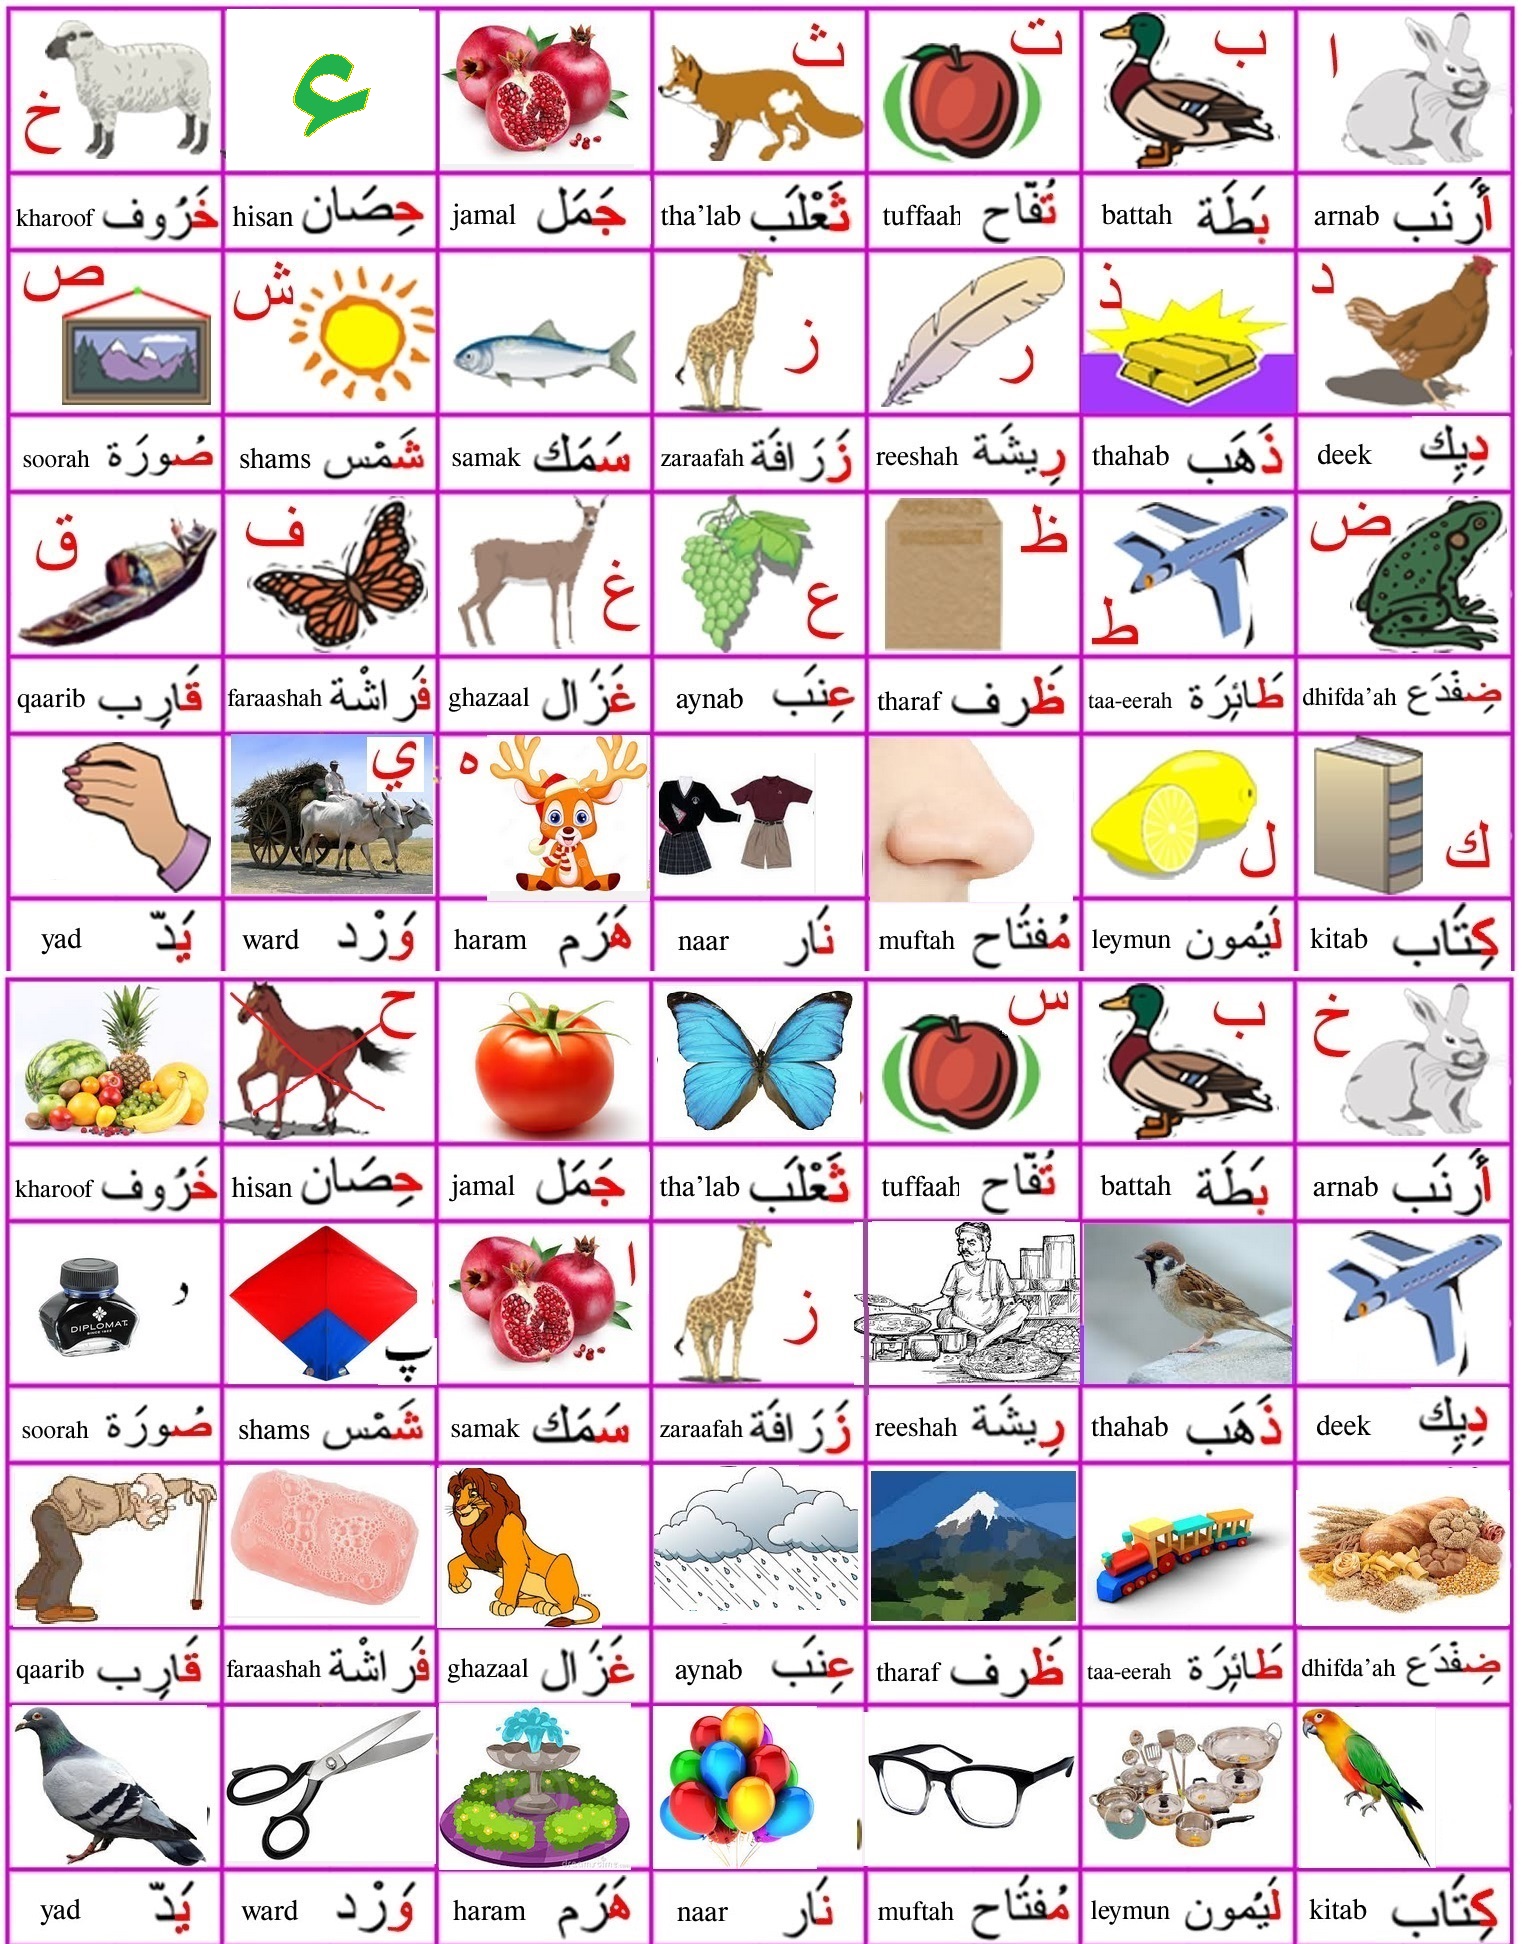 ا ب ت ث ء خ
أَرْنَب arnab بَطَة battah تُفَّاح tuffaah ثَعْلَب tha’lab جَمَل jamal حِصَان hisan خَرُوف kharoof
د ذ ر ز ش ص
دِيِك deek ذَهَب thahab رِيشَة reeshah زَرَافَة zaraafah سَمَك samak شَمْس shams صُورَة soorah
ض ط ظ ع غ ف ق
ضِفْدَع dhifda’ah طَائِرَة taa-eerah ظَرف tharaf عِنَب aynab غَزَال ghazaal فَرَاشْة faraashah قَارِب qaarib
ك ل ه ي
كِتَاب kitab لَيْمُون leymun مُفتَاح muftah نَار naar هَرَم haram وَرْد ward يَدّ yad
خ ب س ح
أَرْنَب arnab بَطَة battah تُفَّاح tuffaah ثَعْلَب tha’lab جَمَل jamal حِصَان hisan خَرُوف kharoof
ز ا پ د
DIPLOMAT
دِيِك deek ذَهَب thahab رِيشَة reeshah زَرَافَة zaraafah سَمَك samak شَمْس shams صُورَة soorah
ضِفْدَع dhifda’ah طَائِرَة taa-eerah ظَرف tharaf عِنَب aynab غَزَال ghazaal فَرَاشْة faraashah قَارِب qaarib
كِتَاب kitab لَيْمُون leymun مُفتَاح muftah نَار naar هَرَم haram وَرْد ward يَدّ yad